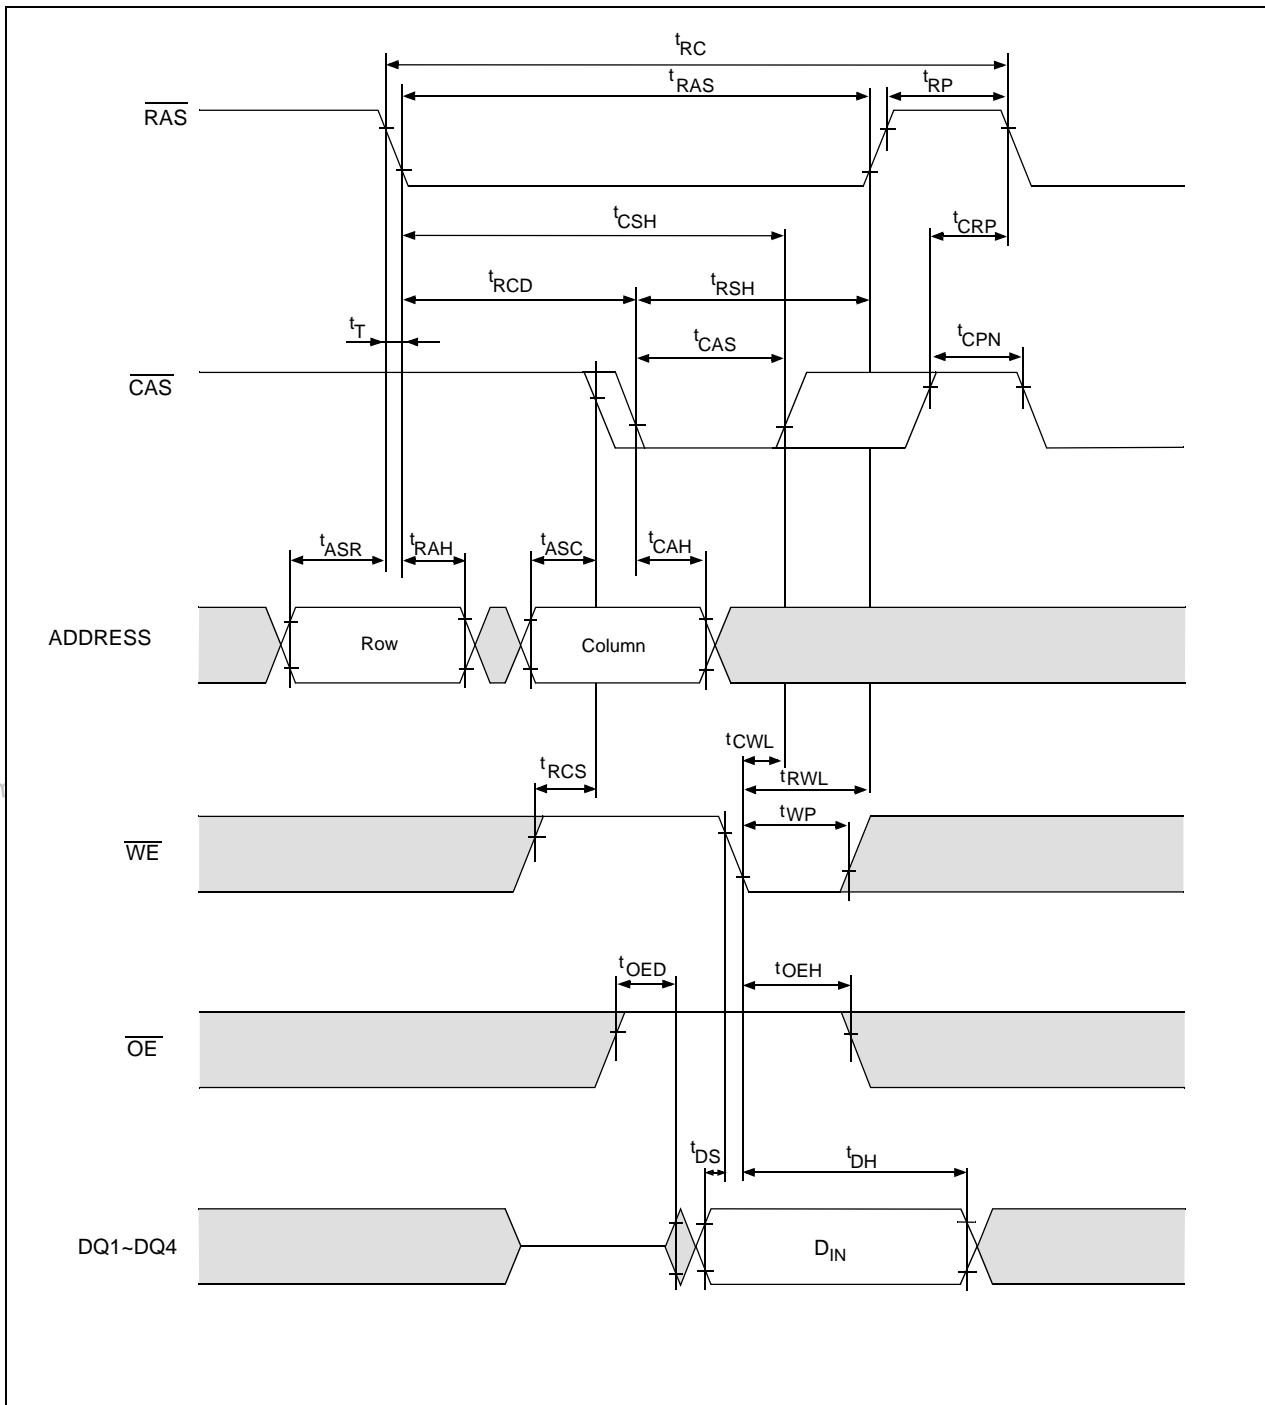 tRC
tRAS
tRP
RAS
tCSH
tCRP
tRCD
tRSH
tT
tCAS
tCPN
CAS
tASR
tRAH
tASC
tCAH
ADDRESS
Row
Column
tCWL
tRCS
tRWL
tWP
WE
tOED
tOEH
OE
tDS
tDH
DQ1~DQ4
DIN